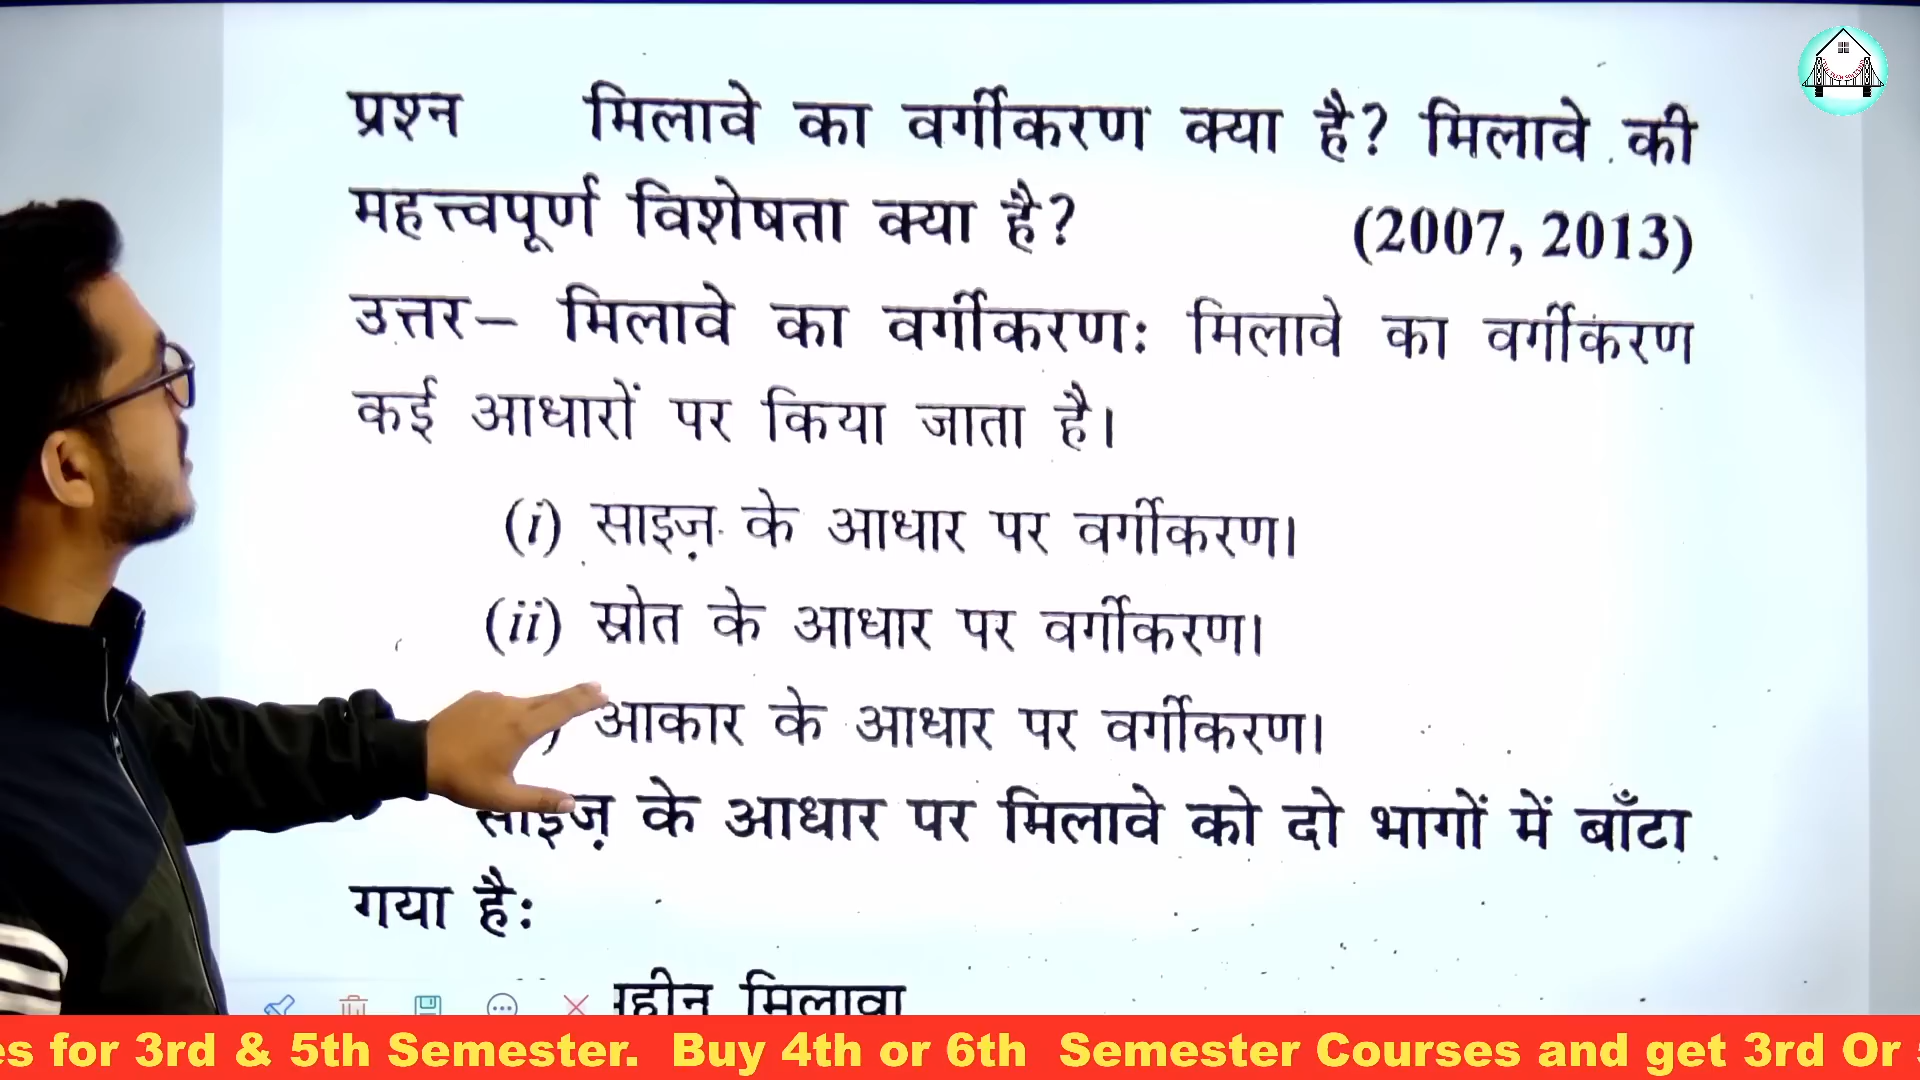 प्रश्न मिलावे का वर्गीकरण क्या है? मिलावे की
महत्त्वपूर्ण विशेषता क्या है? (2007, 2013)
उत्तर– मिलावे का वर्गीकरण: मिलावे का वर्गीकरण
कई आधारों पर किया जाता है।
(i) साइज़ के आधार पर वर्गीकरण।
(ii) स्रोत के आधार पर वर्गीकरण।
आकार के आधार पर वर्गीकरण।
साइज़ के आधार पर मिलावे को दो भागों में बाँटा
गया है:
मिलावा
for 3rd & 5th Semester. Buy 4th or 6th Semester Courses and get 3rd Or